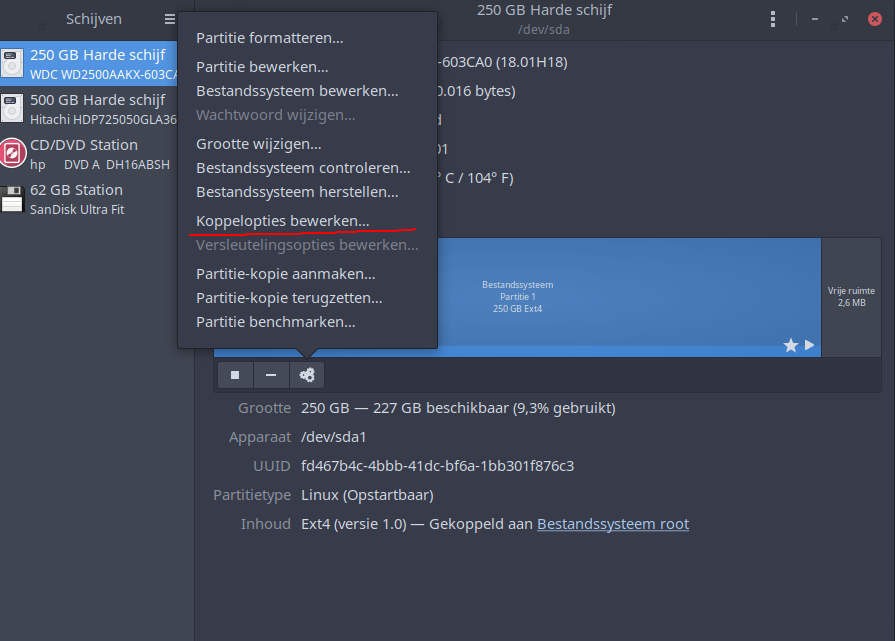 Schijven
250 GB Harde schijf
/dev/sda
250 GB Harde schijf
WDC WD2500AAKX-603CA
500 GB Harde schijf
Hitachi HDP725050GLA36
CD/DVD Station
hp DVD A DH16ABSH
62 GB Station
SanDisk Ultra Fit
Partitie formatteren...
Partitie bewerken...
Bestandssysteem bewerken...
Wachtwoord wijzigen...
Grootte wijzigen...
Bestandssysteem controleren...
Bestandssysteem herstellen...
Koppelopties bewerken...
Versleutelingsopties bewerken...
Partitie-kopie aanmaken...
Partitie-kopie terugzetten...
Partitie benchmarken...
-603CA0 (18.01H18)
0.016 bytes)
d
01
° C / 104° F)
Bestandssysteem
Partitie 1
250 GB Ext4
Vrije ruimte
2,6 MB
Grootte 250 GB — 227 GB beschikbaar (9,3% gebruikt)
Apparaat /dev/sda1
UUID fd467b4c-4bbb-41dc-bf6a-1bb301f876c3
Partitietype Linux (Opstartbaar)
Inhoud Ext4 (versie 1.0) — Gekoppeld aan Bestandssysteem root